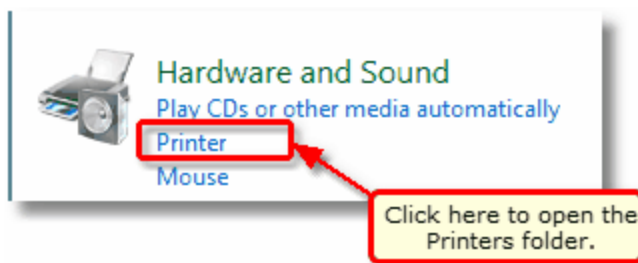 Hardware and Sound
Play CDs or other media automatically
Printer
Mouse
Click here to open the
Printers folder.